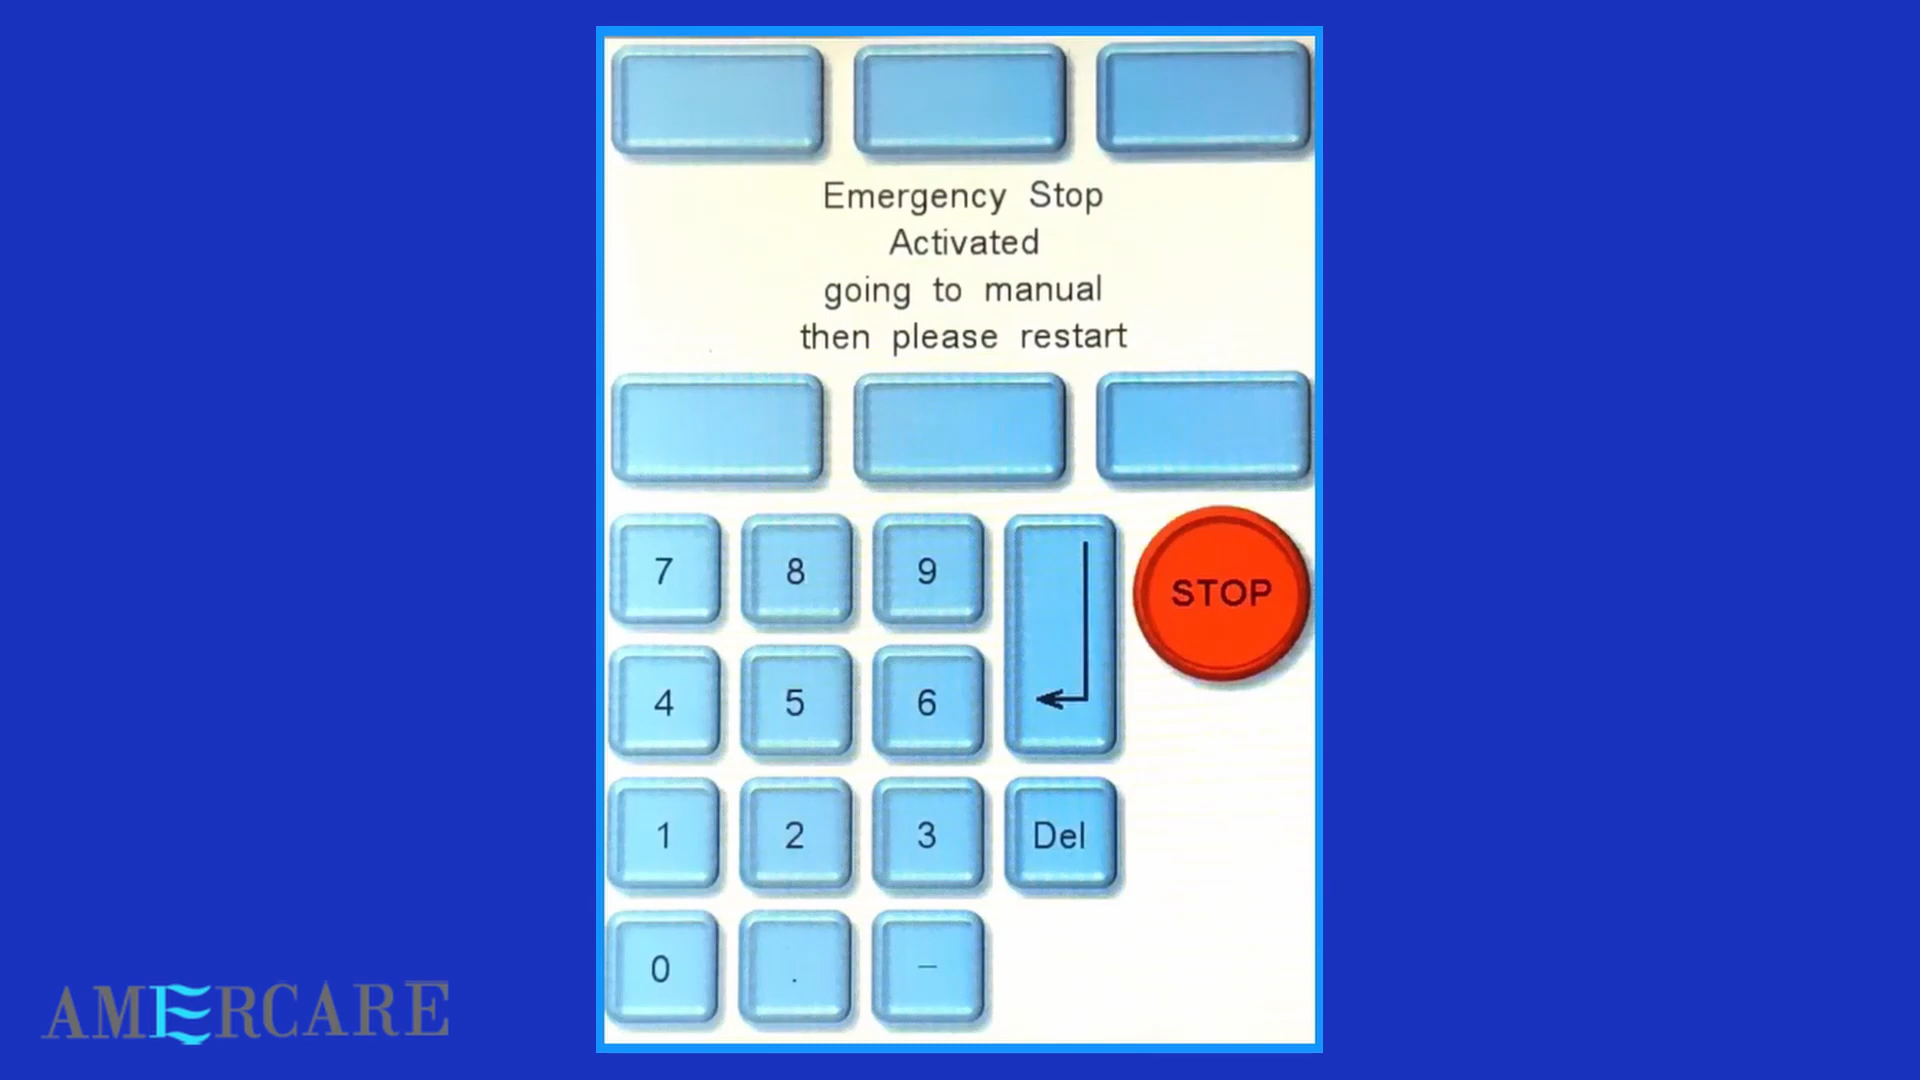 Emergency Stop
Activated
going to manual
then please restart
7 8 9
STOP
4 5 6
1 2 3 Del
0 . –
AMERCARE